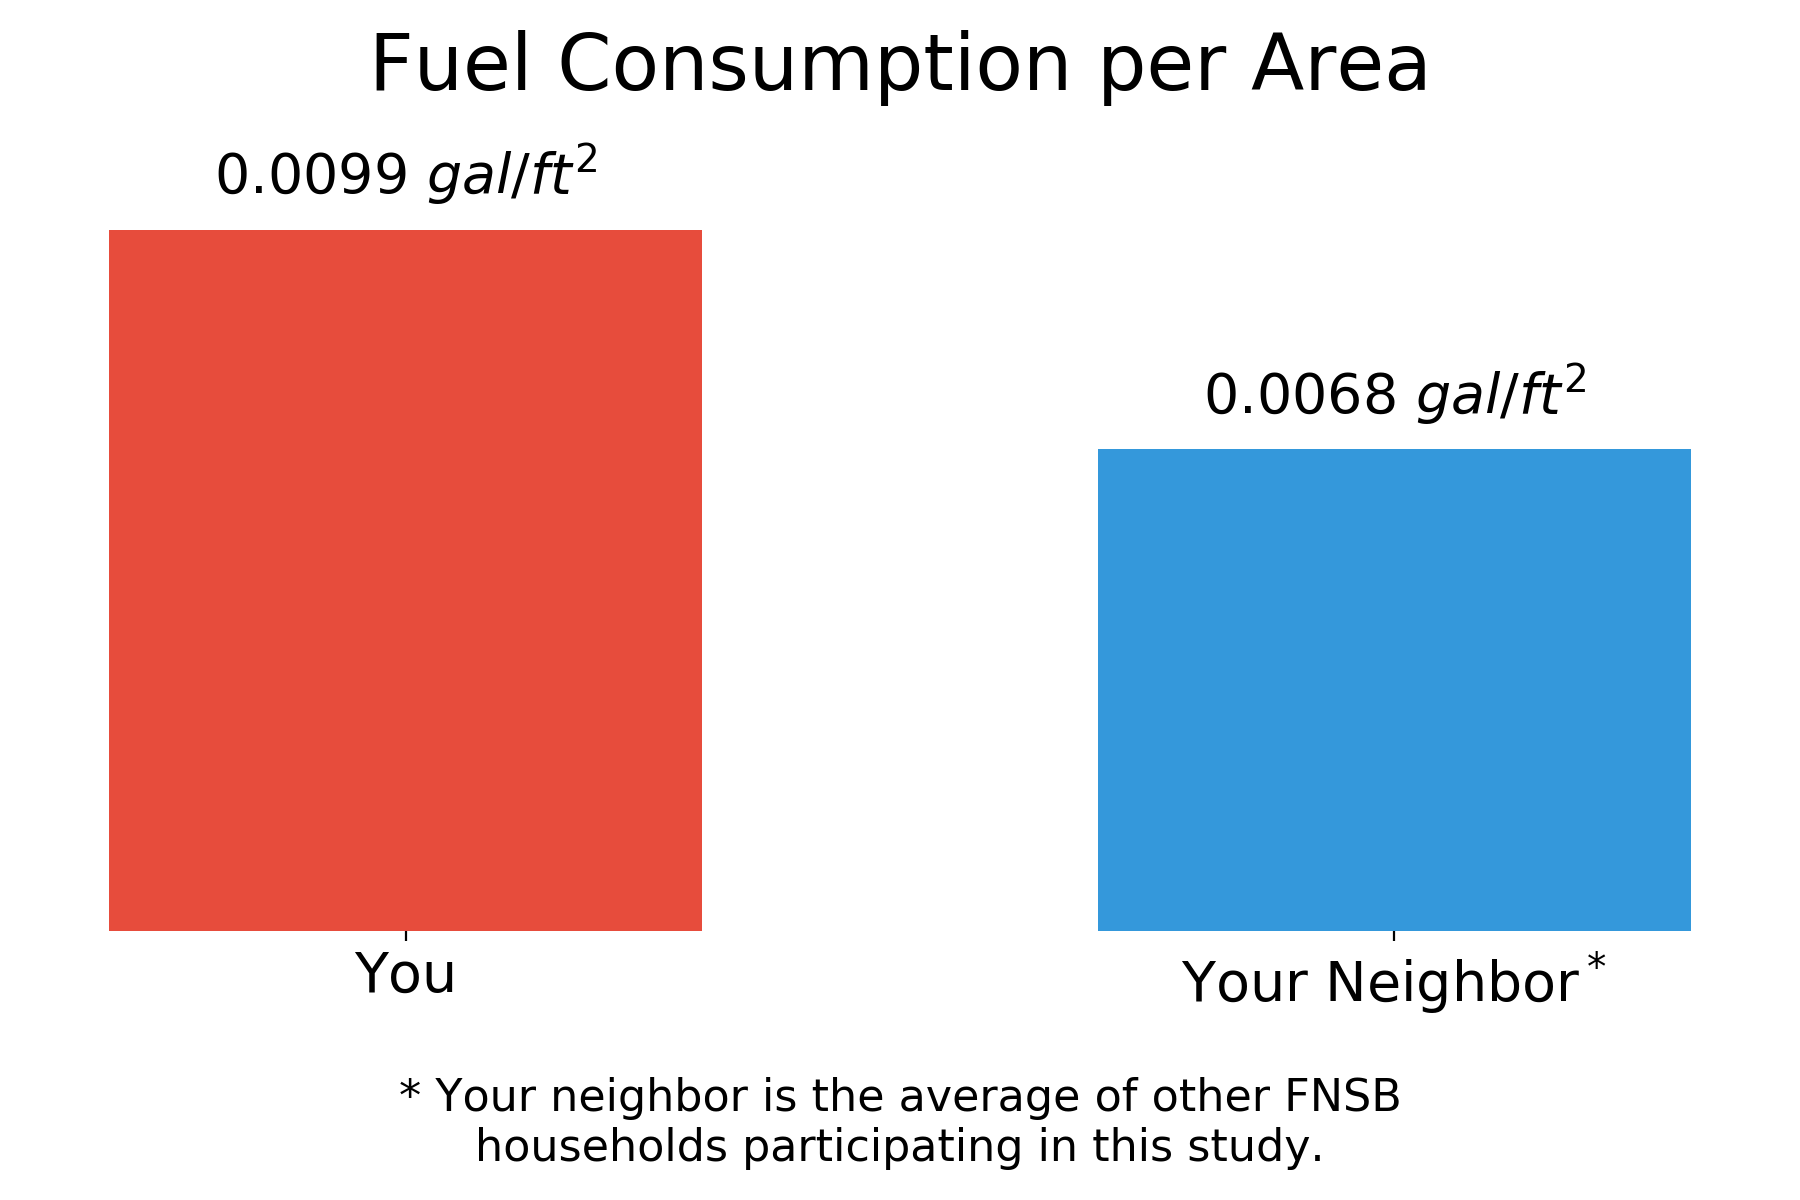 Fuel Consumption per Area
0.0099 gal/ft²
0.0068 gal/ft²
You
Your Neighbor*
* Your neighbor is the average of other FNSB
households participating in this study.